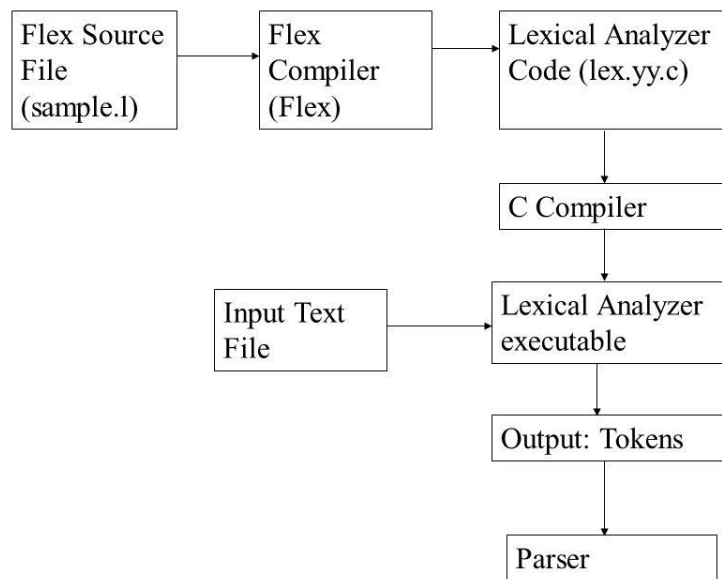 Flex Source
File
(sample.l)
Flex
Compiler
(Flex)
Lexical Analyzer
Code (lex.yy.c)
C Compiler
Input Text
File
Lexical Analyzer
executable
Output: Tokens
Parser